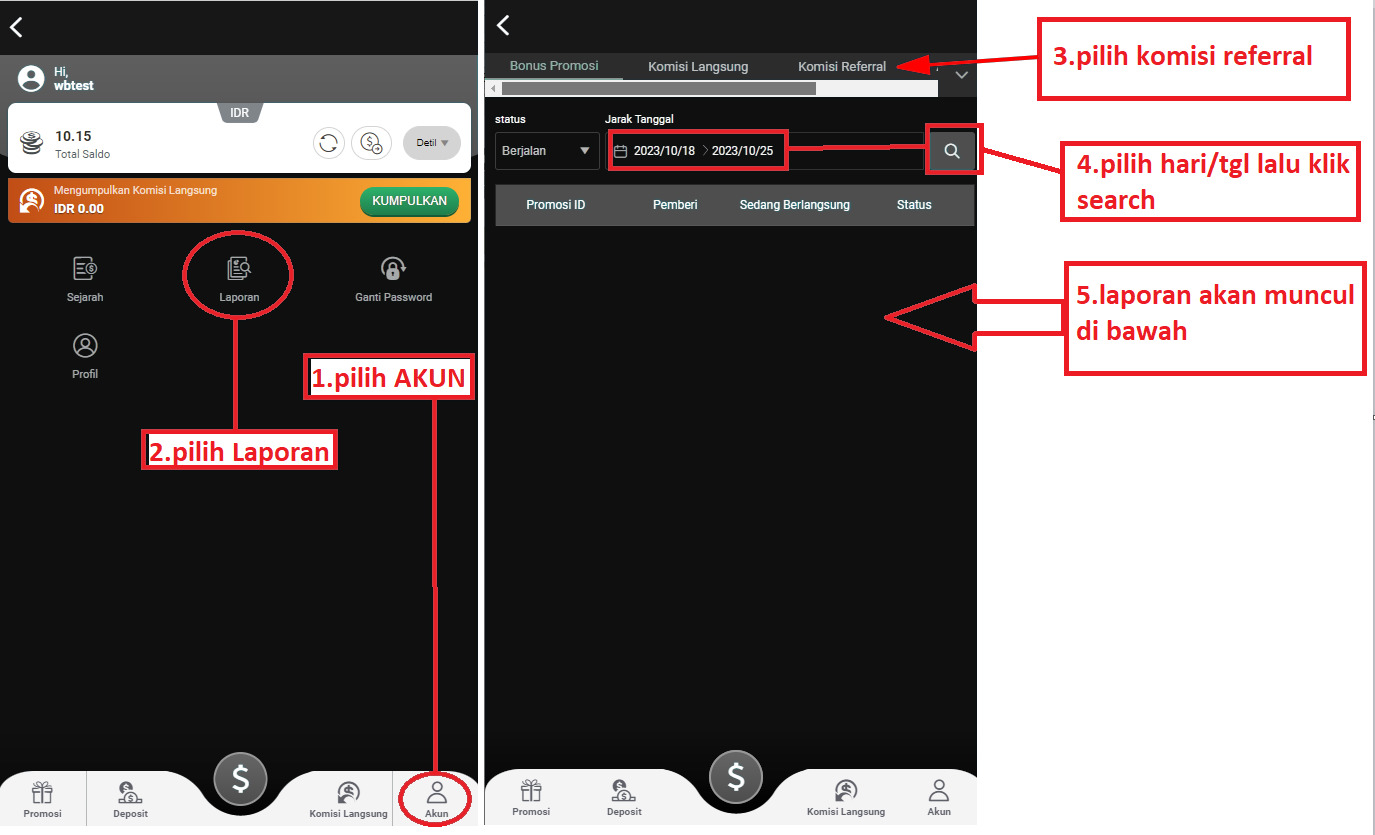 Hi,
wbtest
IDR
10.15
Total Saldo
Detil
Mengumpulkan Komisi Langsung
IDR 0.00
KUMPULKAN
Sejarah
Laporan
Ganti Password
Profil
1.pilih AKUN
2.pilih Laporan
Promosi
Deposit
Komisi Langsung
Akun
Bonus Promosi
Komisi Langsung
Komisi Referral
3.pilih komisi referral
status
Jarak Tanggal
Berjalan
2023/10/18
2023/10/25
4.pilih hari/tgl lalu klik
search
Promosi ID
Pemberi
Sedang Berlangsung
Status
5.laporan akan muncul
di bawah
Promosi
Deposit
Komisi Langsung
Akun